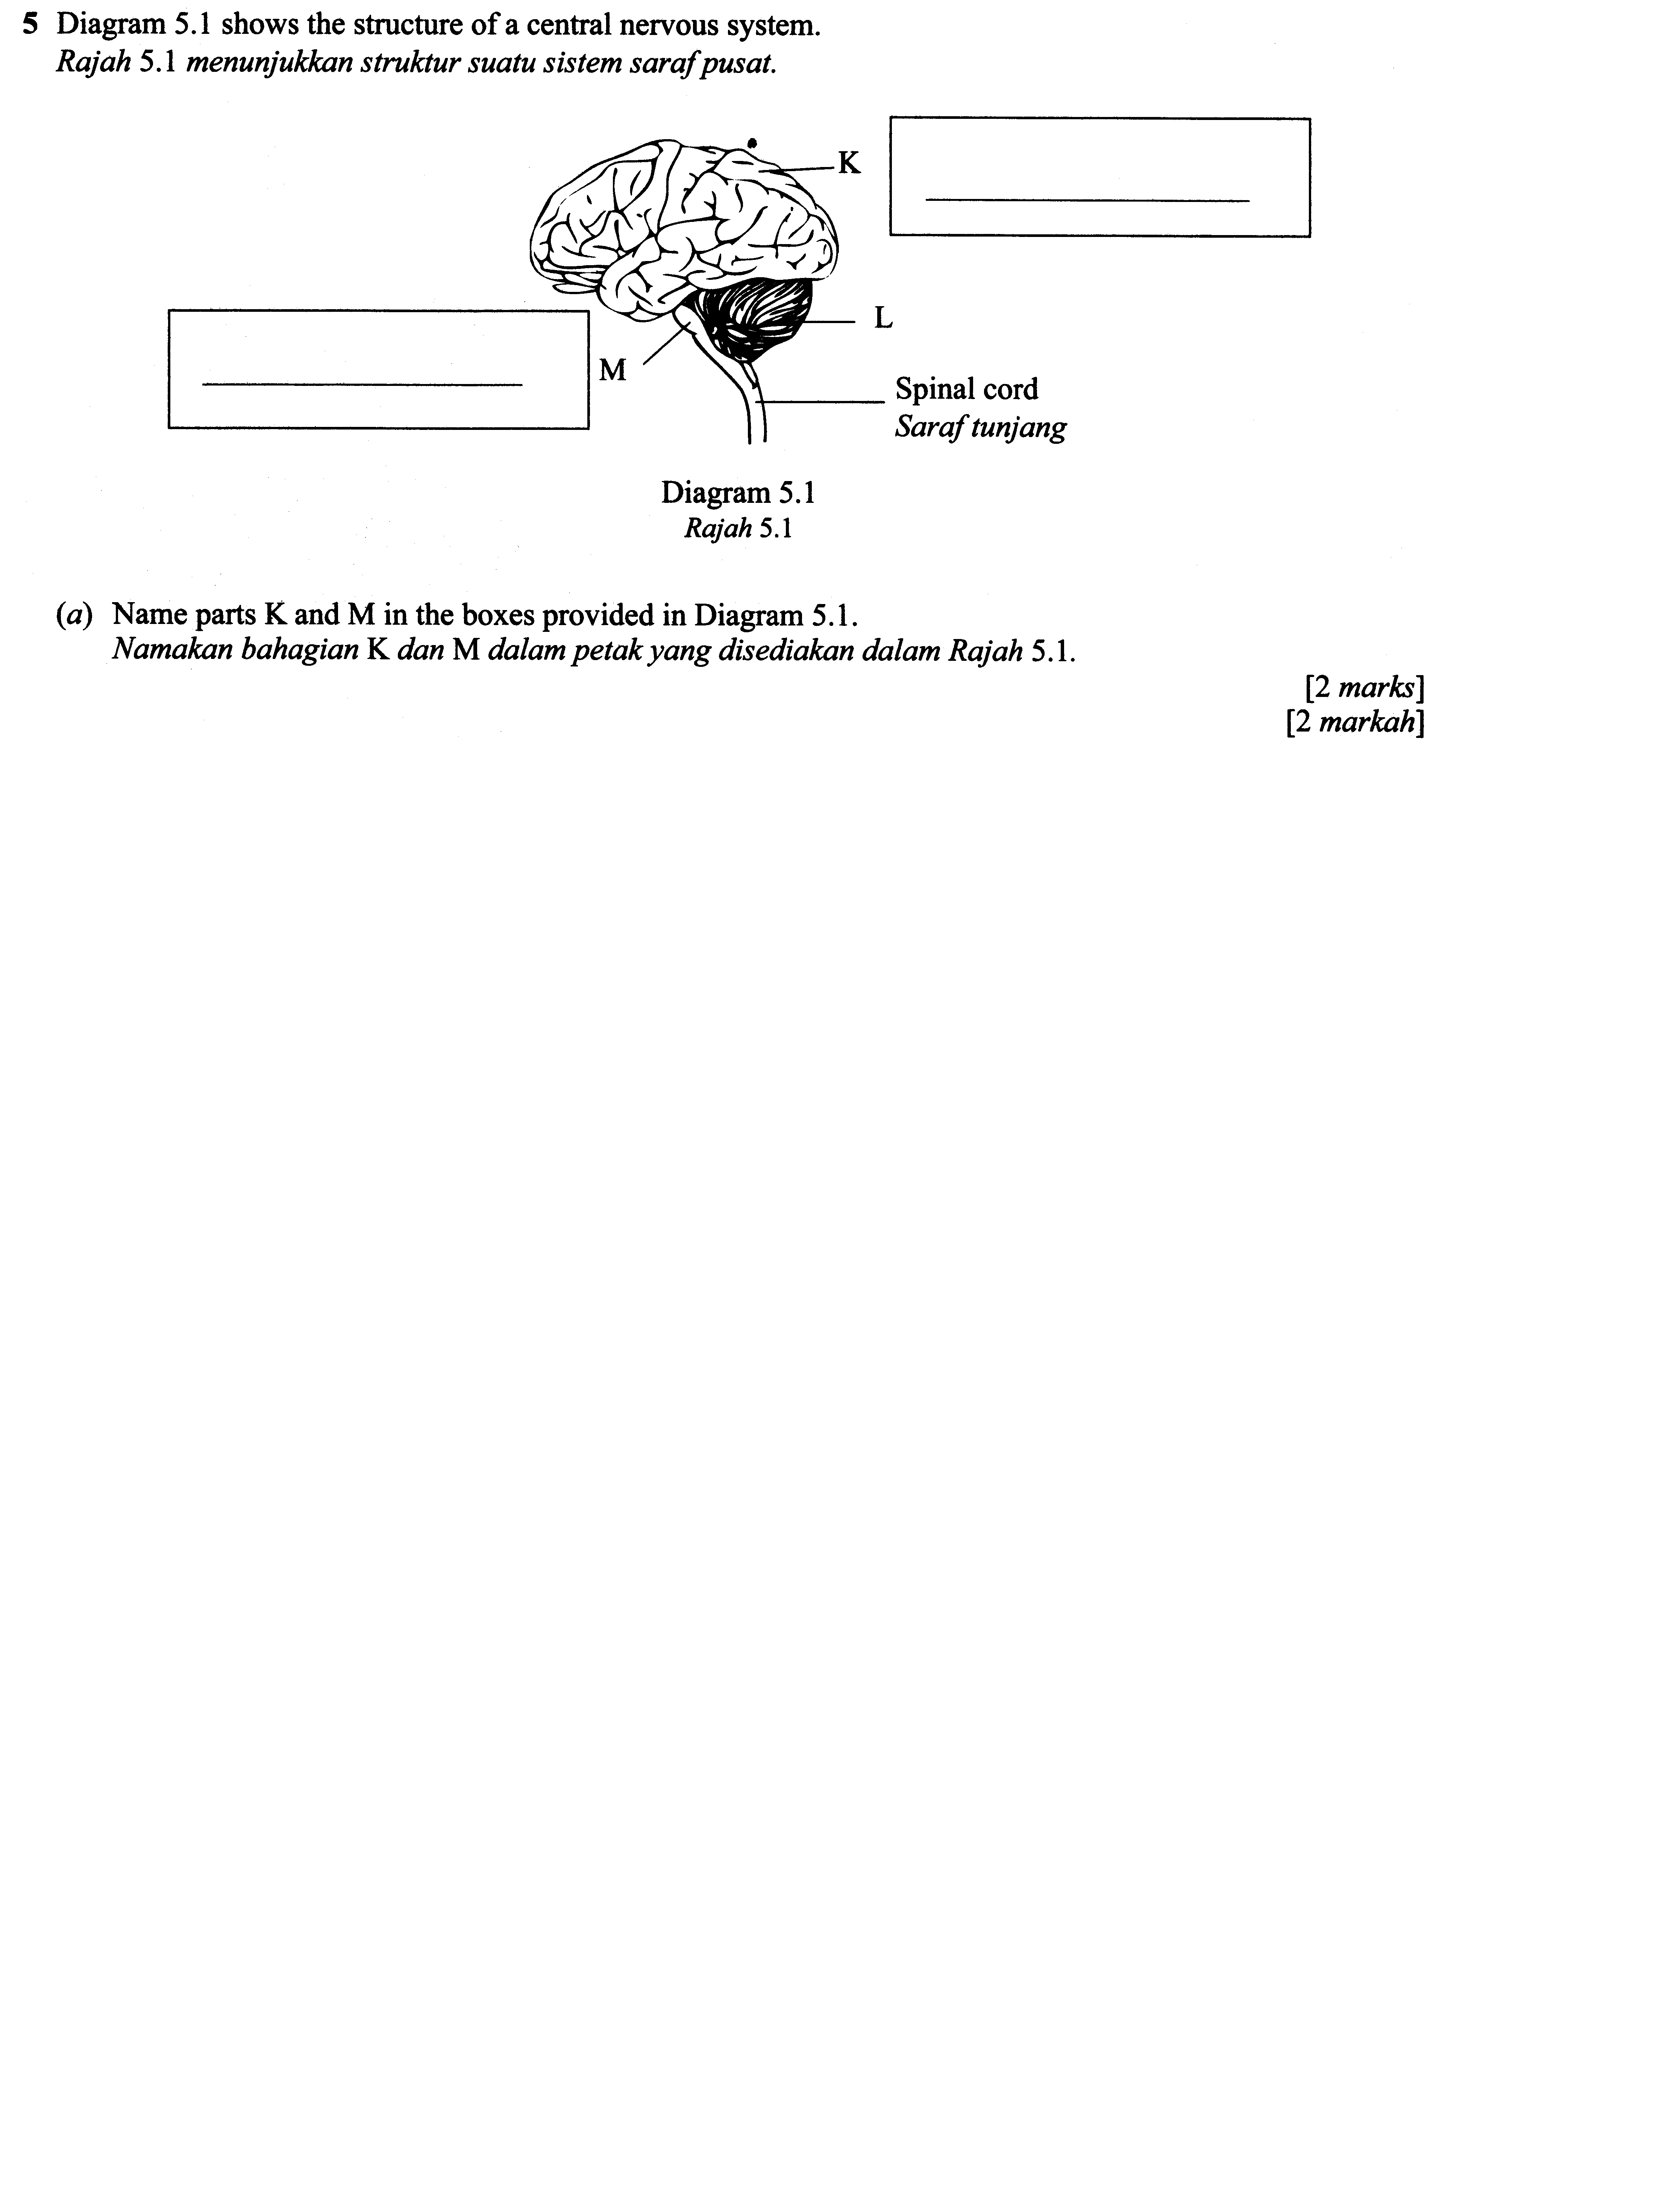 5 Diagram 5.1 shows the structure of a central nervous system.
Rajah 5.1 menunjukkan struktur suatu sistem saraf pusat.
K
L
M
Spinal cord
Saraf tunjang
Diagram 5.1
Rajah 5.1
(a) Name parts K and M in the boxes provided in Diagram 5.1.
Namakan bahagian K dan M dalam petak yang disediakan dalam Rajah 5.1.
[2 marks]
[2 markah]